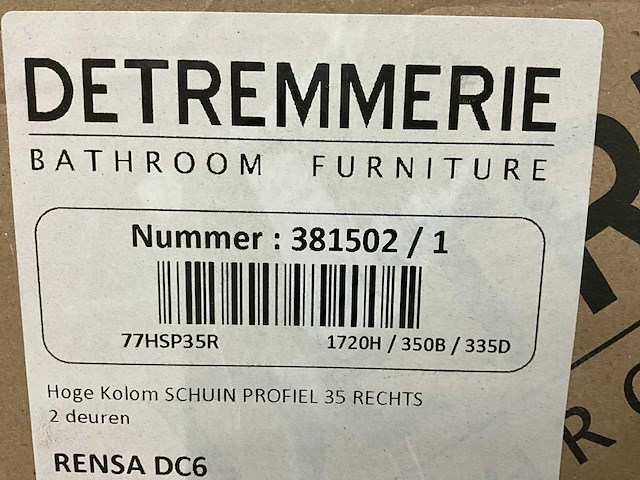 DETREMMERIE
BATHROOM FURNITURE
Nummer : 381502 / 1
77HSP35R 1720H / 350B / 335D
Hoge Kolom SCHUIN PROFIEL 35 RECHTS
2 deuren
RENSA DC6